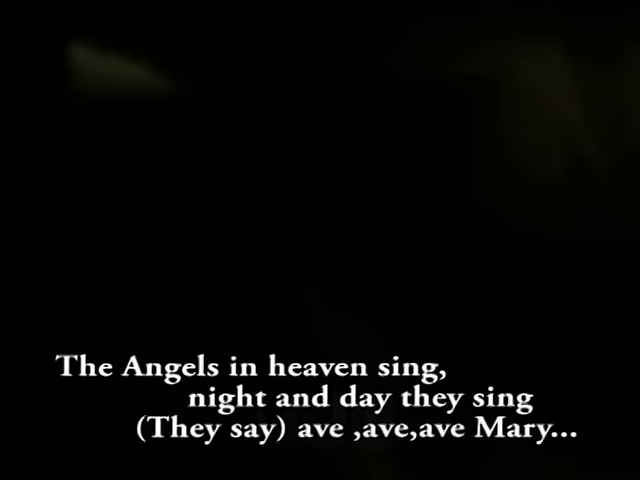 The Angels in heaven sing,
night and day they sing
(They say) ave ,ave,ave Mary...